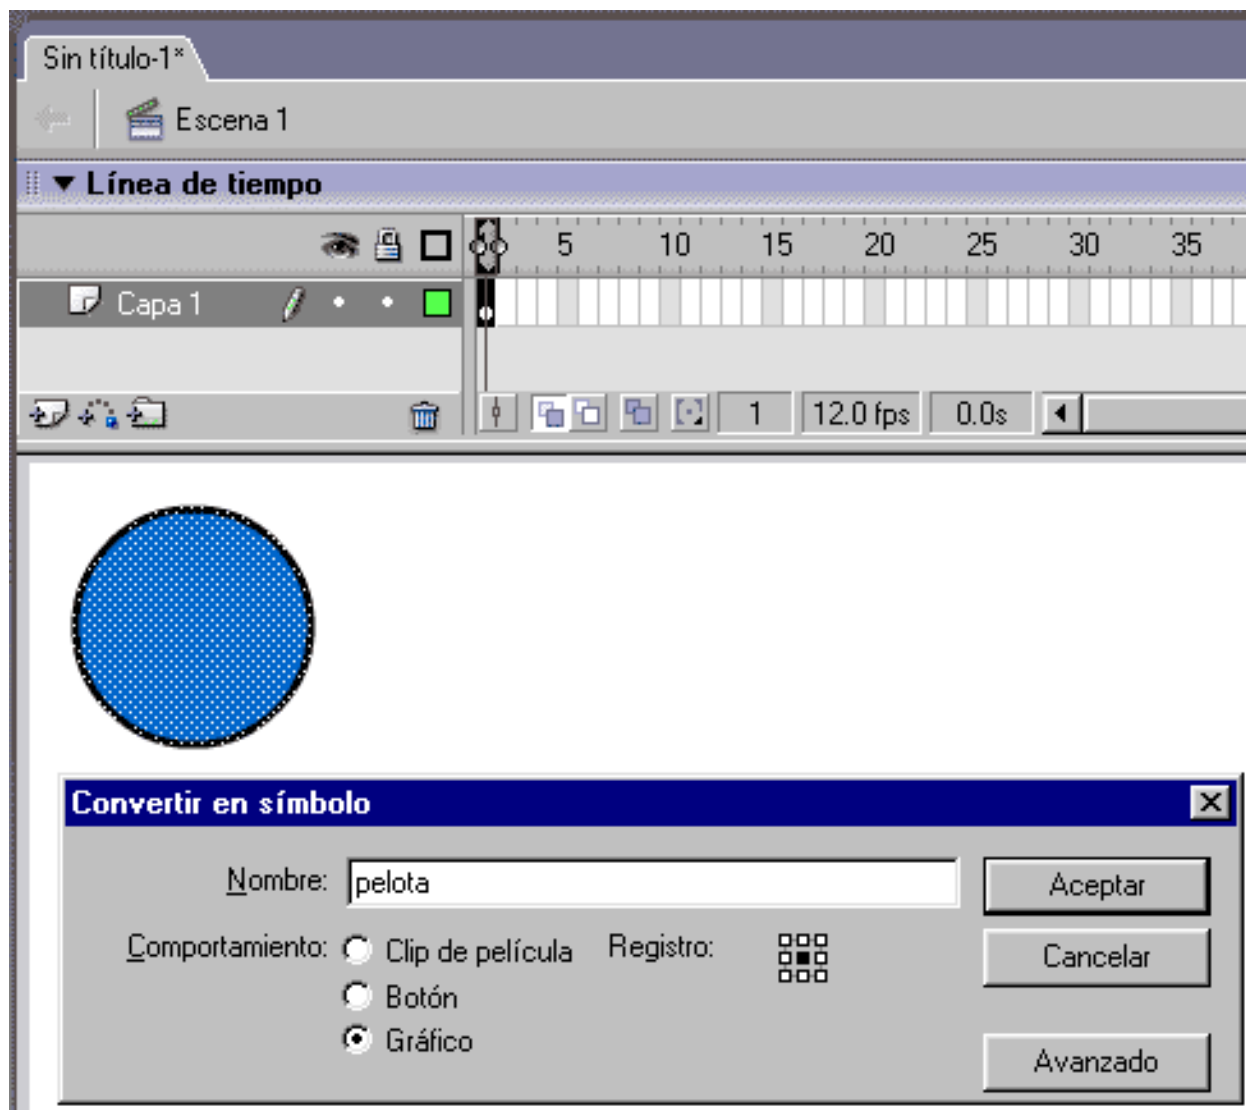 Sin título-1*
Escena 1
Línea de tiempo
5 10 15 20 25 30 35
Capa 1
1 12.0 fps 0.0s
Convertir en símbolo
Nombre: pelota Aceptar
Comportamiento: Clip de película Registro: Cancelar
Botón
Gráfico
Avanzado